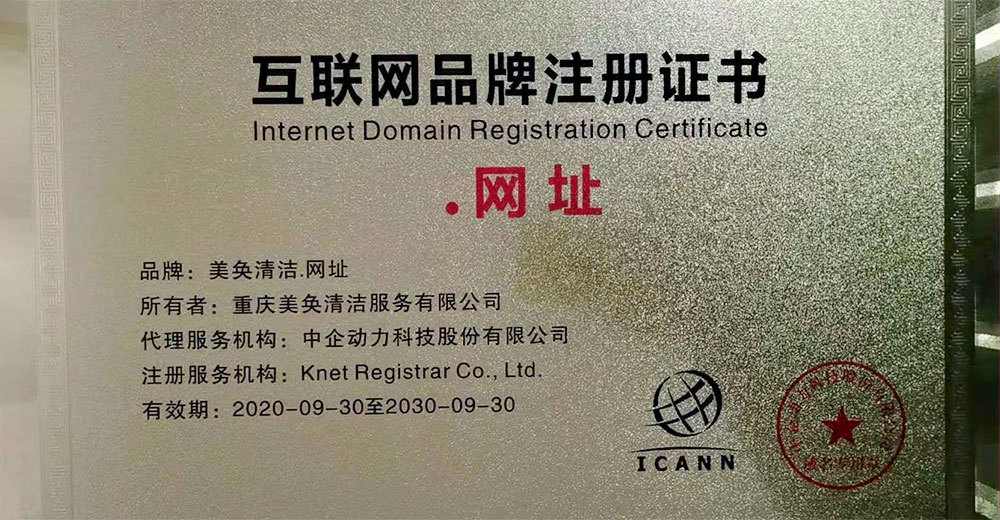 互联网品牌注册证书
Internet Domain Registration Certificate
.网址
品牌：美奂清洁.网址
所有者：重庆美奂清洁服务有限公司
代理服务机构：中企动力科技股份有限公司
注册服务机构：Knet Registrar Co., Ltd.
有效期：2020-09-30至2030-09-30
ICANN